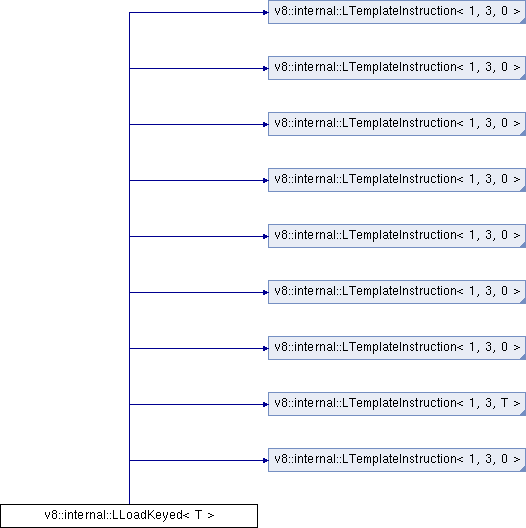 v8::internal::LTemplateInstruction< 1, 3, 0 >
v8::internal::LTemplateInstruction< 1, 3, 0 >
v8::internal::LTemplateInstruction< 1, 3, 0 >
v8::internal::LTemplateInstruction< 1, 3, 0 >
v8::internal::LTemplateInstruction< 1, 3, 0 >
v8::internal::LTemplateInstruction< 1, 3, 0 >
v8::internal::LTemplateInstruction< 1, 3, 0 >
v8::internal::LTemplateInstruction< 1, 3, T >
v8::internal::LTemplateInstruction< 1, 3, 0 >
v8::internal::LLoadKeyed< T >